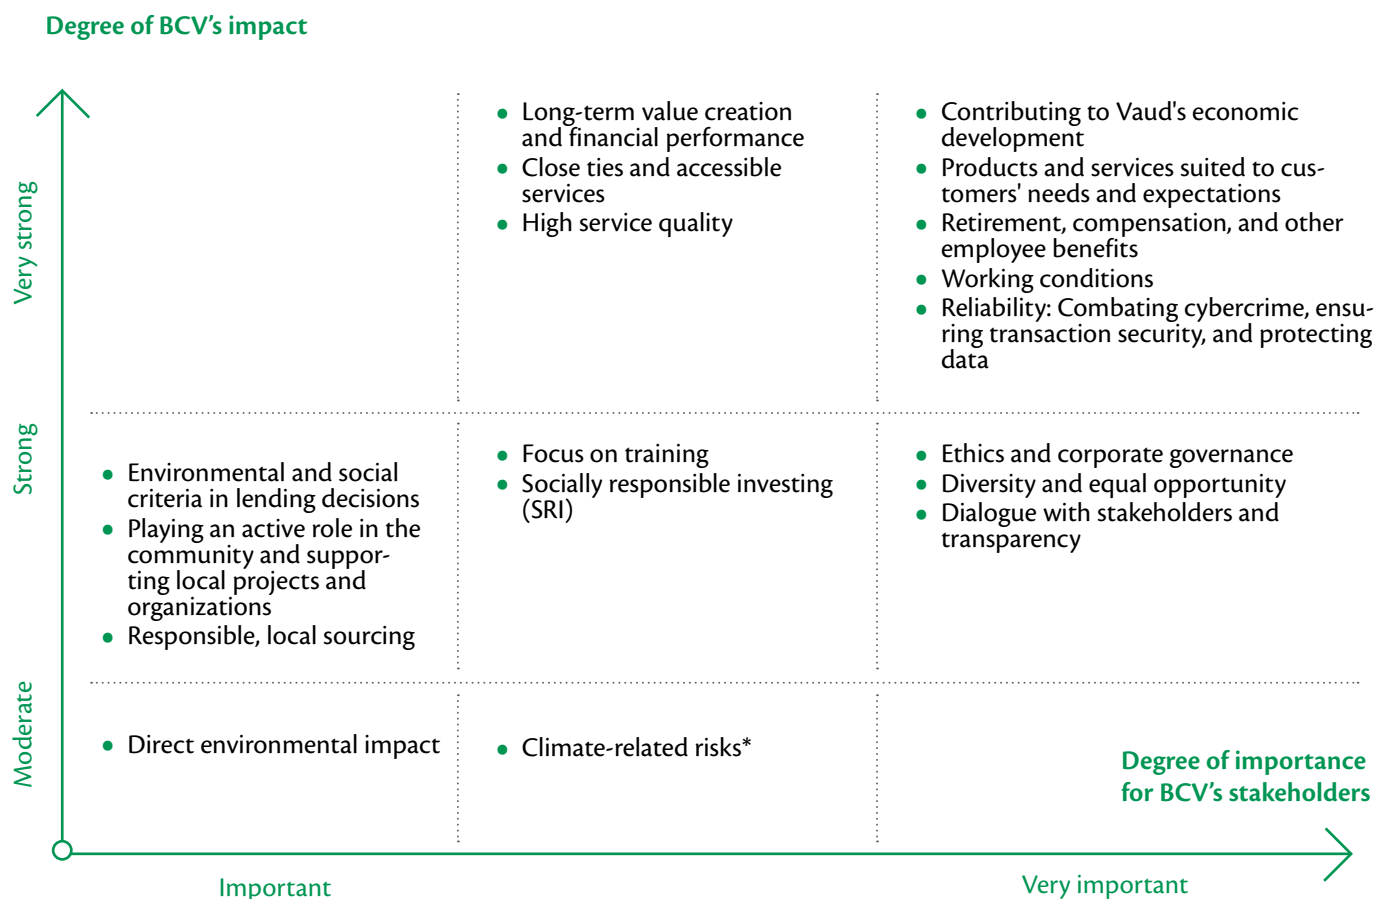 Degree of BCV's impact
Very strong
• Long-term value creation
and financial performance
• Close ties and accessible
services
• High service quality
• Contributing to Vaud's economic
development
• Products and services suited to cus-
tomers' needs and expectations
• Retirement, compensation, and other
employee benefits
• Working conditions
• Reliability: Combating cybercrime, ensu-
ring transaction security, and protecting
data
Strong
• Environmental and social
criteria in lending decisions
• Playing an active role in the
community and suppor-
ting local projects and
organizations
• Responsible, local sourcing
• Focus on training
• Socially responsible investing
(SRI)
• Ethics and corporate governance
• Diversity and equal opportunity
• Dialogue with stakeholders and
transparency
Moderate
• Direct environmental impact
• Climate-related risks*
Degree of importance
for BCV's stakeholders
Important
Very important